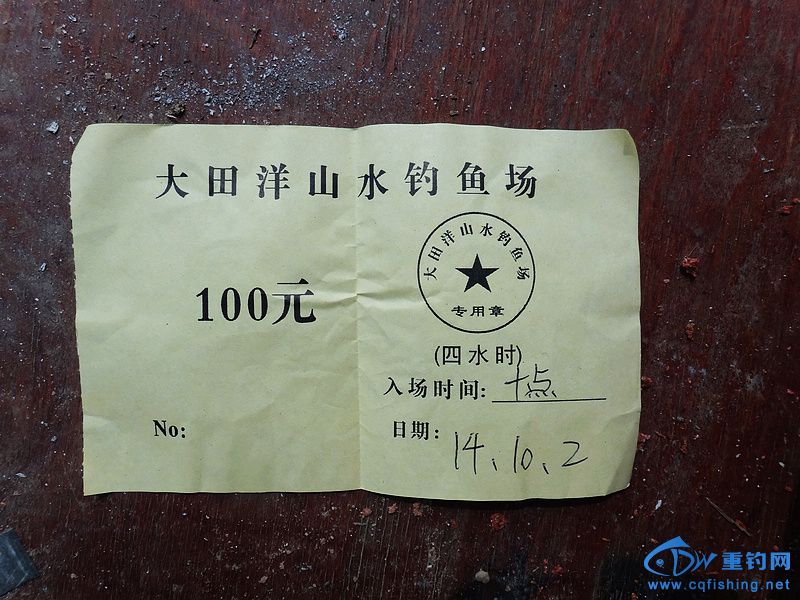 大田洋山水钓鱼场
大田洋山水钓鱼场
专用章
100元
(四水时)
入场时间: 十点
No:
日期: 14、10、2
DW重钓网
www.cqfishing.net